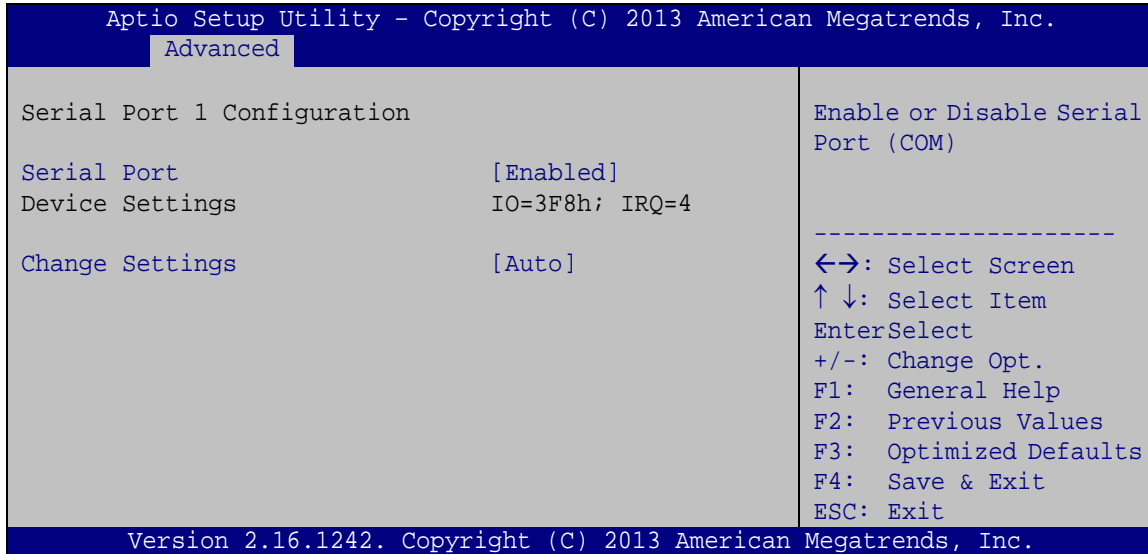 Aptio Setup Utility – Copyright (C) 2013 American Megatrends, Inc.
Advanced
Serial Port 1 Configuration
Serial Port [Enabled]
Device Settings IO=3F8h; IRQ=4
Change Settings [Auto]
Enable or Disable Serial
Port (COM)
---------------------
←→: Select Screen
↑ ↓: Select Item
EnterSelect
+/-: Change Opt.
F1: General Help
F2: Previous Values
F3: Optimized Defaults
F4: Save & Exit
ESC: Exit
Version 2.16.1242. Copyright (C) 2013 American Megatrends, Inc.